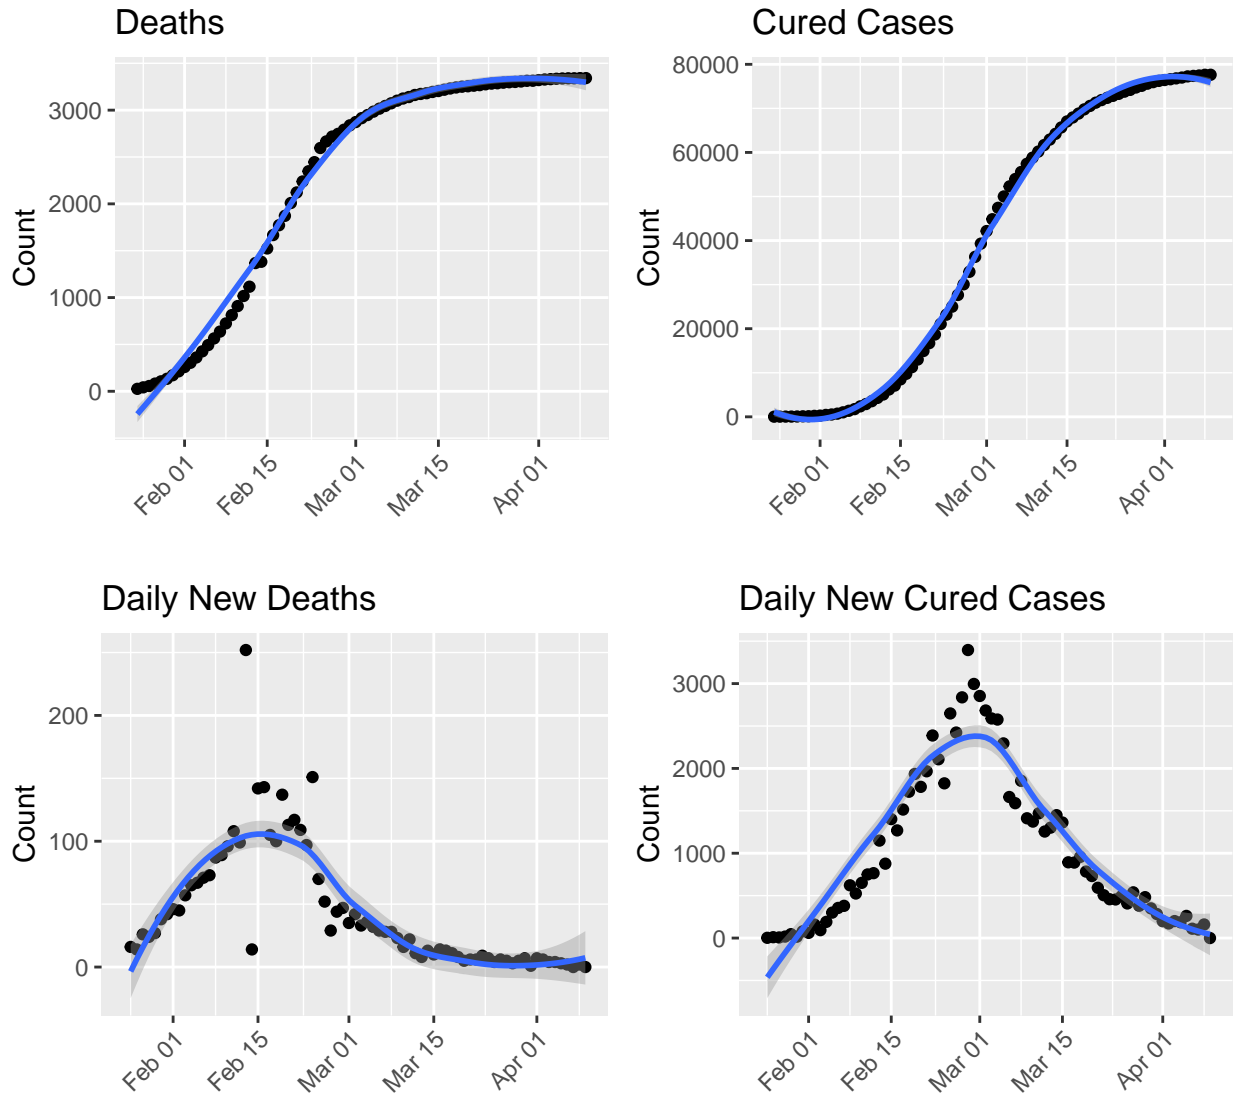 Deaths
Count
3000
2000
1000
0
Feb 01
Feb 15
Mar 01
Mar 15
Apr 01
Cured Cases
Count
80000
60000
40000
20000
0
Feb 01
Feb 15
Mar 01
Mar 15
Apr 01
Daily New Deaths
Count
200
100
0
Feb 01
Feb 15
Mar 01
Mar 15
Apr 01
Daily New Cured Cases
Count
3000
2000
1000
0
Feb 01
Feb 15
Mar 01
Mar 15
Apr 01